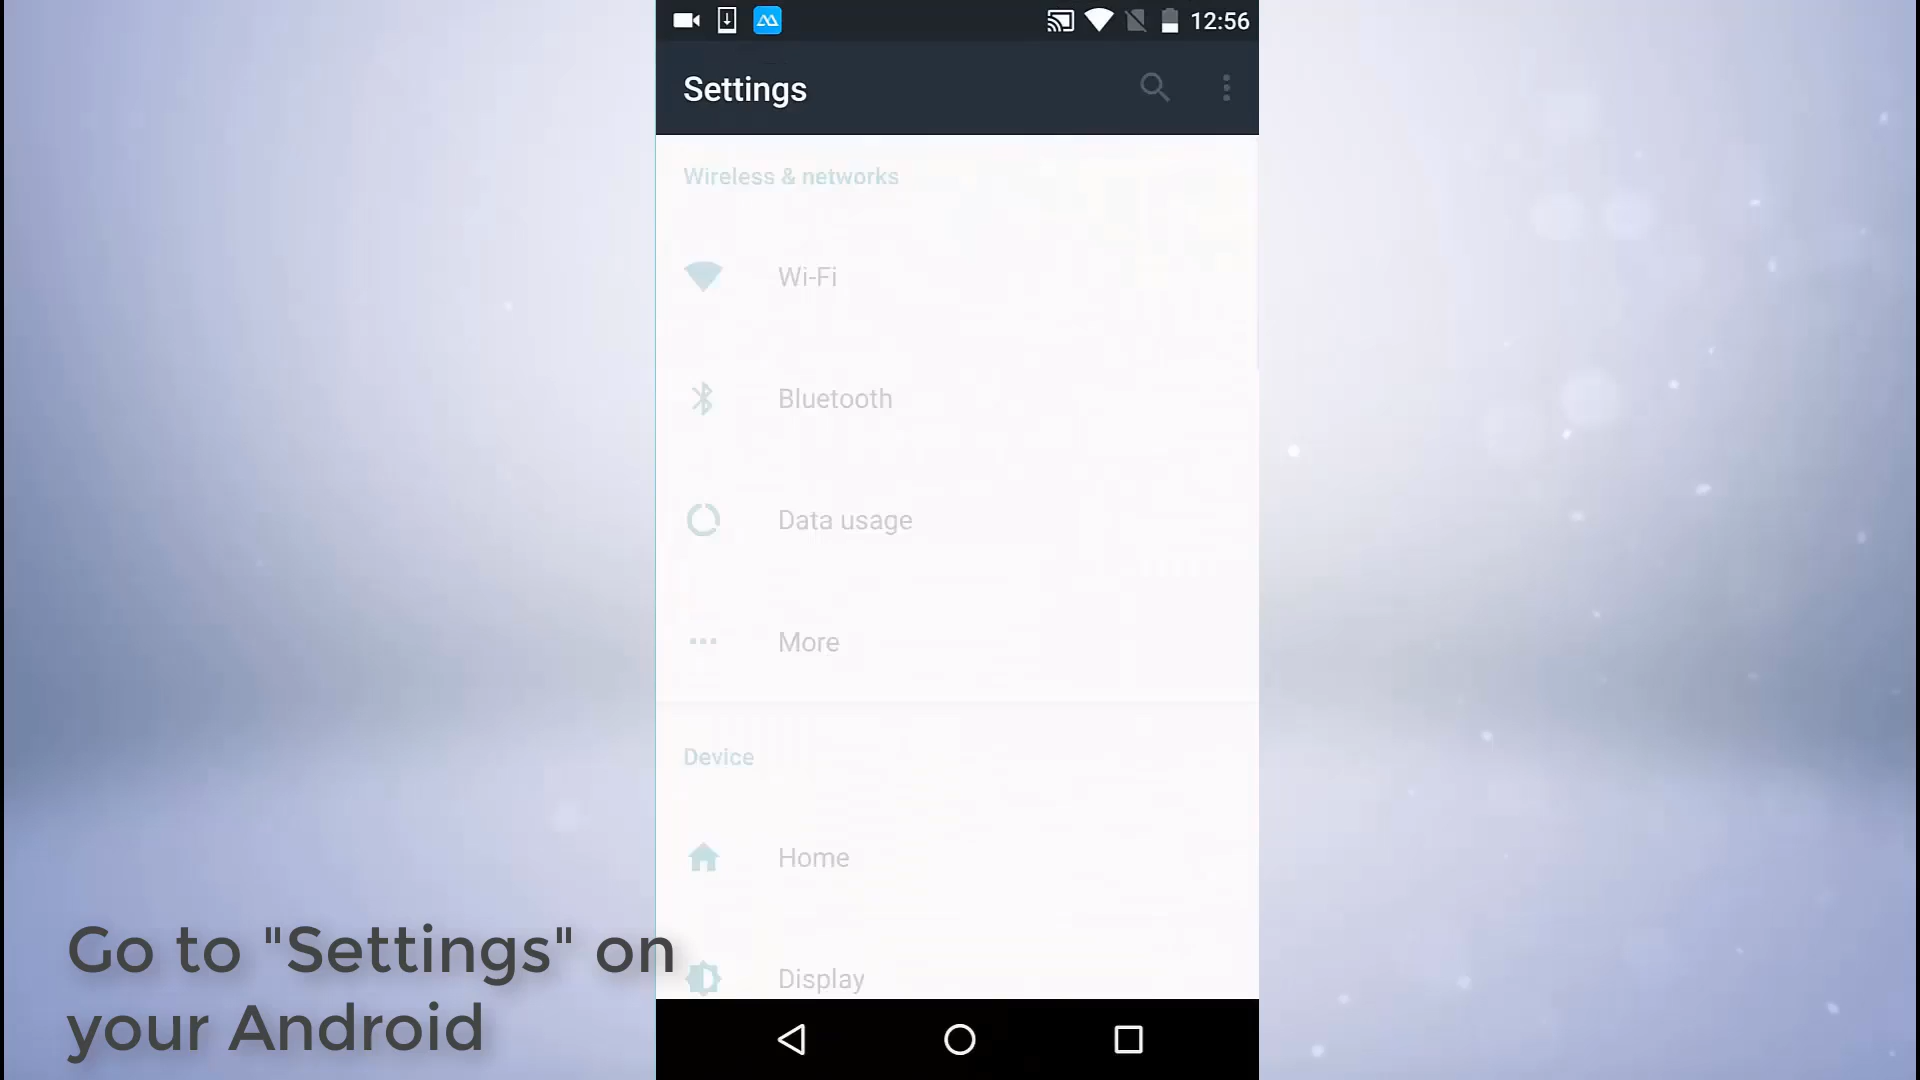 12:56
Settings
Wireless & networks
Wi-Fi
Bluetooth
Data usage
More
Device
Home
Display
Go to "Settings" on
your Android